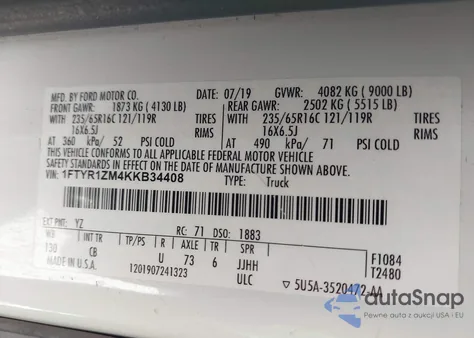 MFD. BY FORD MOTOR CO. 07/19 GVWR: 4082 KG ( 9000 LB)
FRONT GAWR: 1873 KG ( 4130 LB) REAR GAWR: 2502 KG ( 5515 LB)
WITH 235/65R16C 121/119R TIRES WITH 235/65R16C 121/119R TIRES
16X6.5J RIMS 16X6.5J RIMS
AT 360 kPa/ 52 PSI COLD AT 490 kPa/ 71 PSI COLD
THIS VEHICLE CONFORMS TO ALL APPLICABLE FEDERAL MOTOR VEHICLE
SAFETY STANDARDS IN EFFECT ON THE DATE OF MANUFACTURE SHOWN ABOVE.
VIN: 1FTYR1ZM4KKB34408 TYPE: Truck
EXT PNT: YZ RC: 71 DSO: 1883
WB INT TR TP/PS R AXLE TR SPR F1084
130 CB U 73 6 JJHH T2480
MADE IN U.S.A. 1201907241323 ULC 5U5A-3520472-AA
autoSnap
Pewne auto z aukcji USA i EU